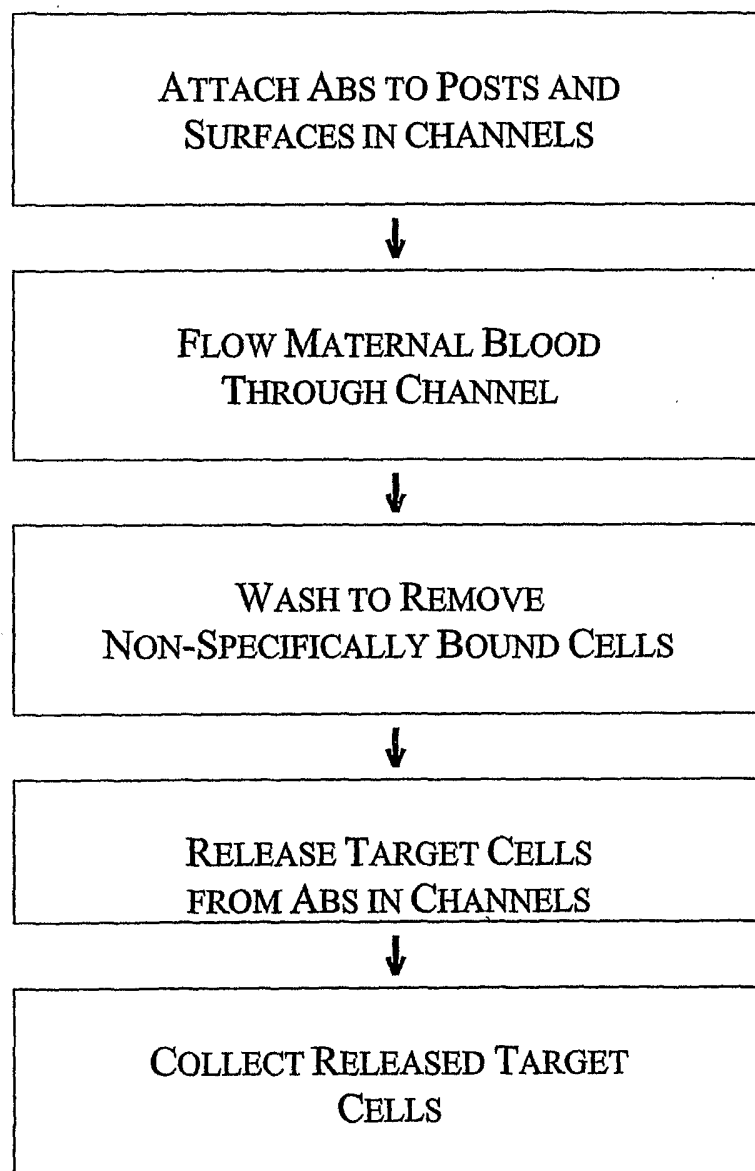 ATTACH ABS TO POSTS AND
SURFACES IN CHANNELS
FLOW MATERNAL BLOOD
THROUGH CHANNEL
WASH TO REMOVE
NON-SPECIFICALLY BOUND CELLS
RELEASE TARGET CELLS
FROM ABS IN CHANNELS
COLLECT RELEASED TARGET
CELLS